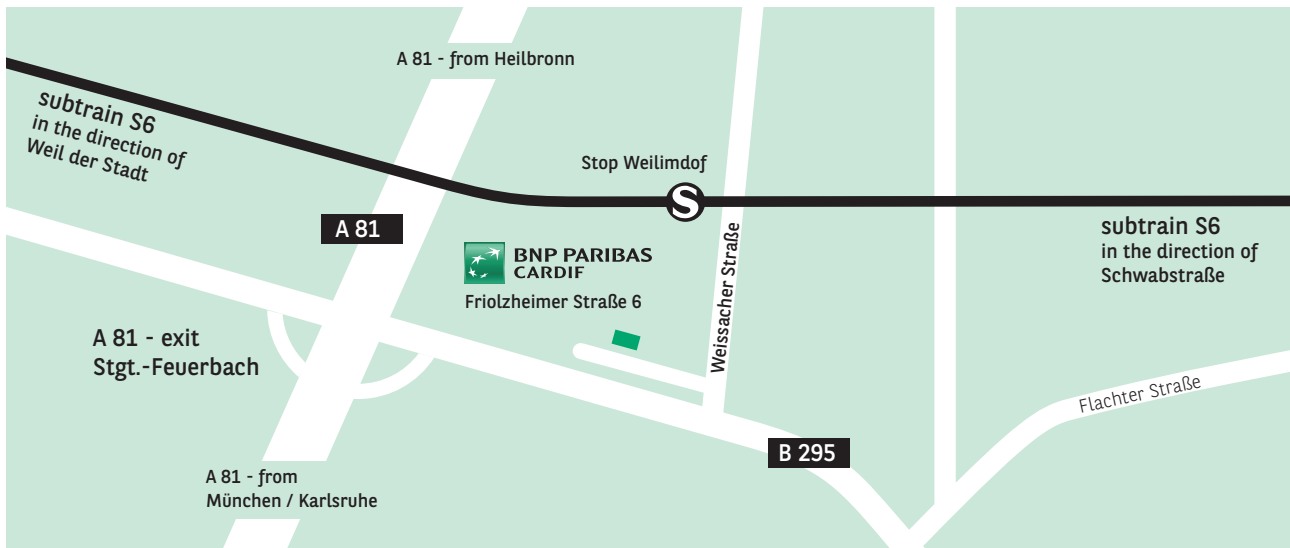 A 81 - from Heilbronn
subtrain S6
in the direction of
Weil der Stadt
Stop Weilimdof
S
A 81
BNP PARIBAS
CARDIF
Friolzheimer Straße 6
Weissacher Straße
subtrain S6
in the direction of
Schwabstraße
A 81 - exit
Stgt.-Feuerbach
Flachter Straße
B 295
A 81 - from
München / Karlsruhe